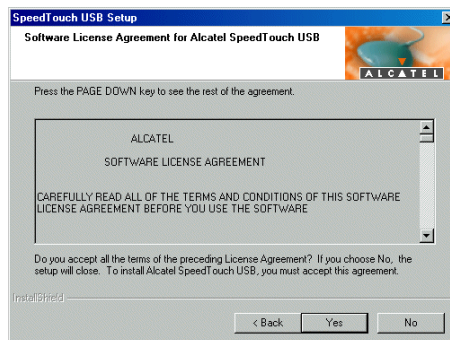 SpeedTouch USB Setup
Software License Agreement for Alcatel SpeedTouch USB
ALCATEL
Press the PAGE DOWN key to see the rest of the agreement.
ALCATEL
SOFTWARE LICENSE AGREEMENT
CAREFULLY READ ALL OF THE TERMS AND CONDITIONS OF THIS SOFTWARE
LICENSE AGREEMENT BEFORE YOU USE THE SOFTWARE
Do you accept all the terms of the preceding License Agreement? If you choose No, the
setup will close. To install Alcatel SpeedTouch USB, you must accept this agreement.
InstallShield
< Back Yes No